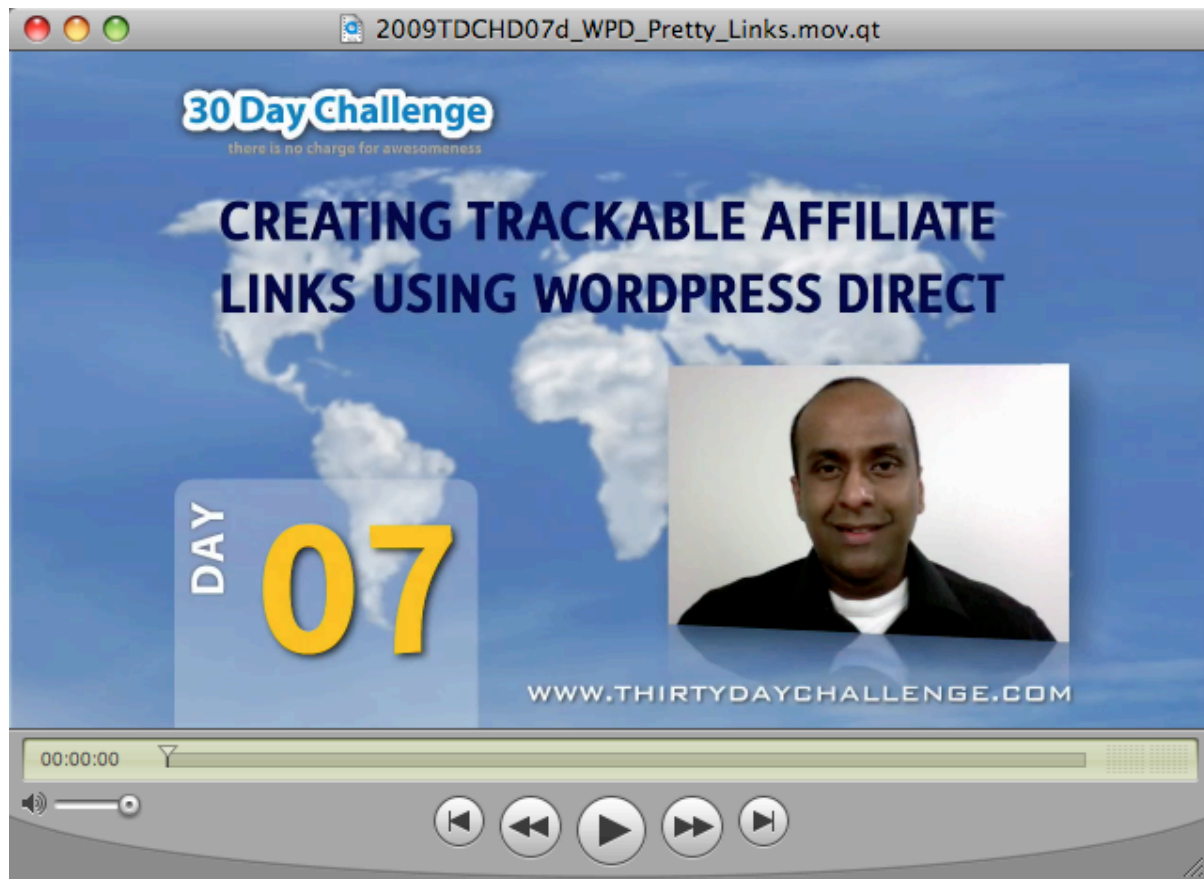 2009TDCHD07d_WPD_Pretty_Links.mov.qt
30 Day Challenge
there is no charge for awesomeness
CREATING TRACKABLE AFFILIATE
LINKS USING WORDPRESS DIRECT
DAY
07
WWW.THIRTYDAYCHALLENGE.COM
00:00:00